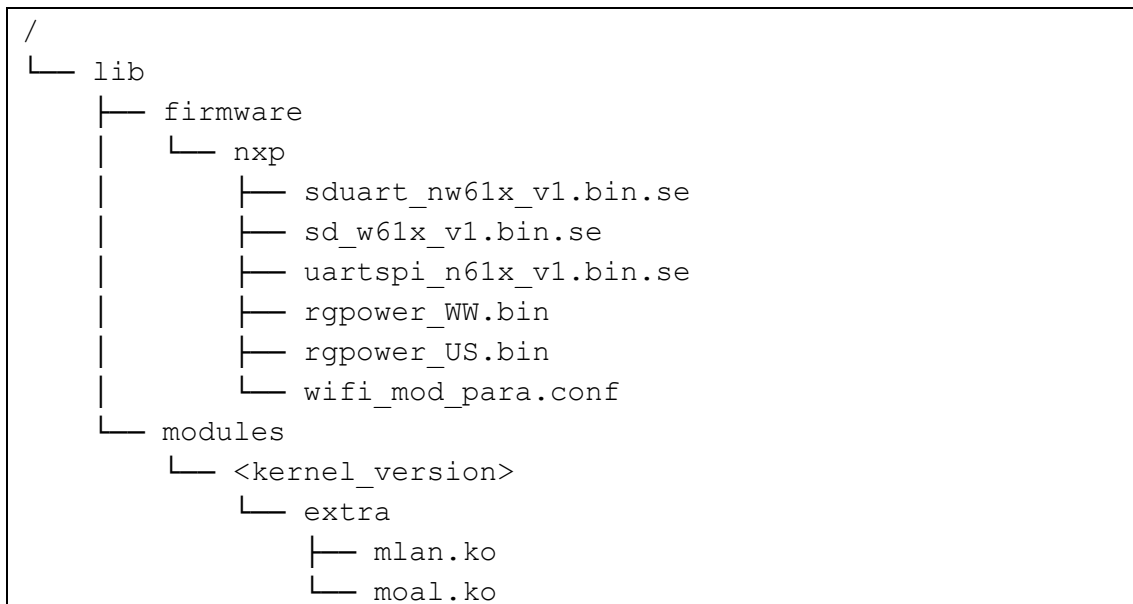 /
└── lib
    ├── firmware
    │   └── nxp
    │       ├── sduart_nw61x_v1.bin.se
    │       ├── sd_w61x_v1.bin.se
    │       ├── uartspi_n61x_v1.bin.se
    │       ├── rgpower_WW.bin
    │       ├── rgpower_US.bin
    │       └── wifi_mod_para.conf
    └── modules
        └── <kernel_version>
            └── extra
                ├── mlan.ko
                └── moal.ko